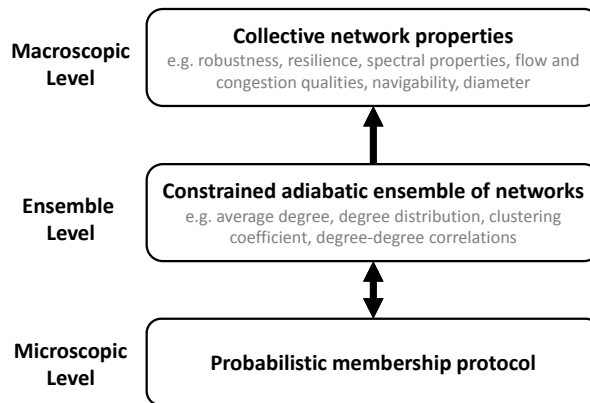 Macroscopic
Level
Collective network properties
e.g. robustness, resilience, spectral properties, flow and
congestion qualities, navigability, diameter
Ensemble
Level
Constrained adiabatic ensemble of networks
e.g. average degree, degree distribution, clustering
coefficient, degree-degree correlations
Microscopic
Level
Probabilistic membership protocol